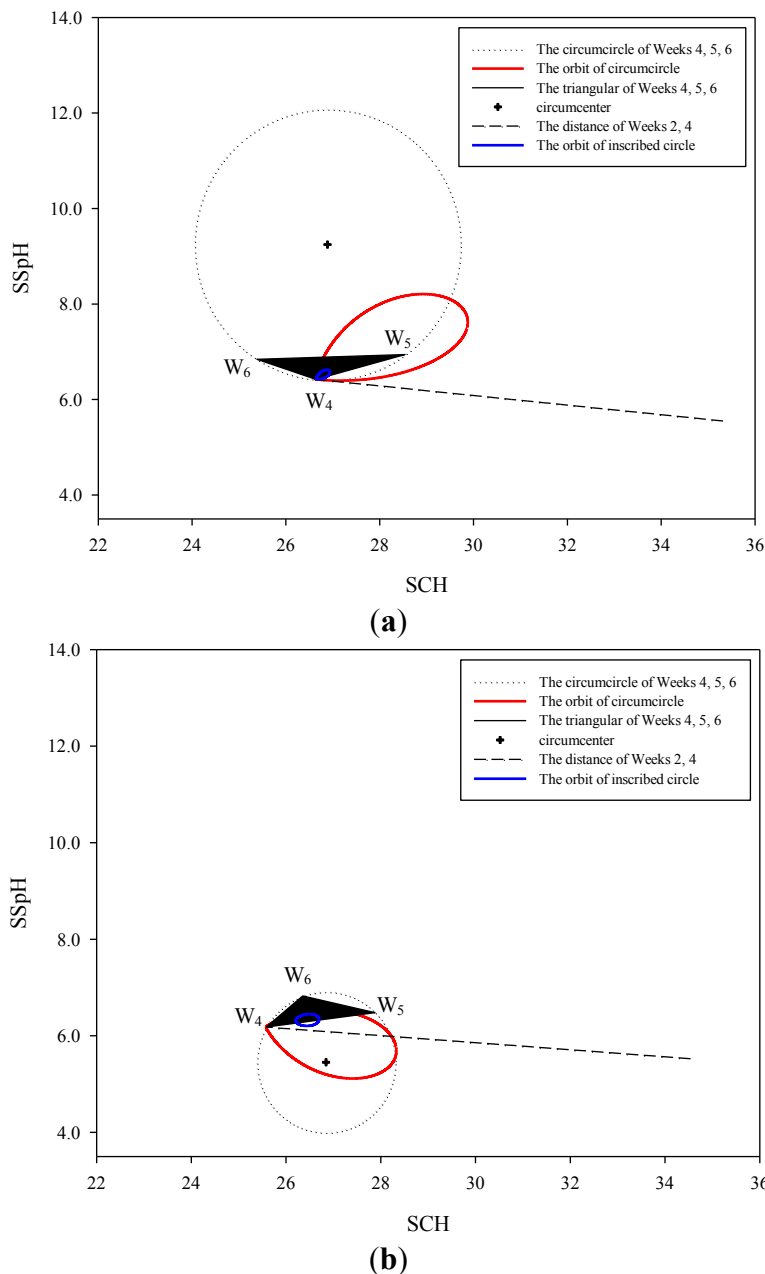 14.0
12.0
10.0
8.0
6.0
4.0
SSpH
The circumcircle of Weeks 4, 5, 6
The orbit of circumcircle
The triangular of Weeks 4, 5, 6
circumcenter
The distance of Weeks 2, 4
The orbit of inscribed circle
W5
W6
W4
22 24 26 28 30 32 34 36
SCH
(a)
14.0
12.0
10.0
8.0
6.0
4.0
SSpH
The circumcircle of Weeks 4, 5, 6
The orbit of circumcircle
The triangular of Weeks 4, 5, 6
circumcenter
The distance of Weeks 2, 4
The orbit of inscribed circle
W6
W5
W4
22 24 26 28 30 32 34 36
SCH
(b)